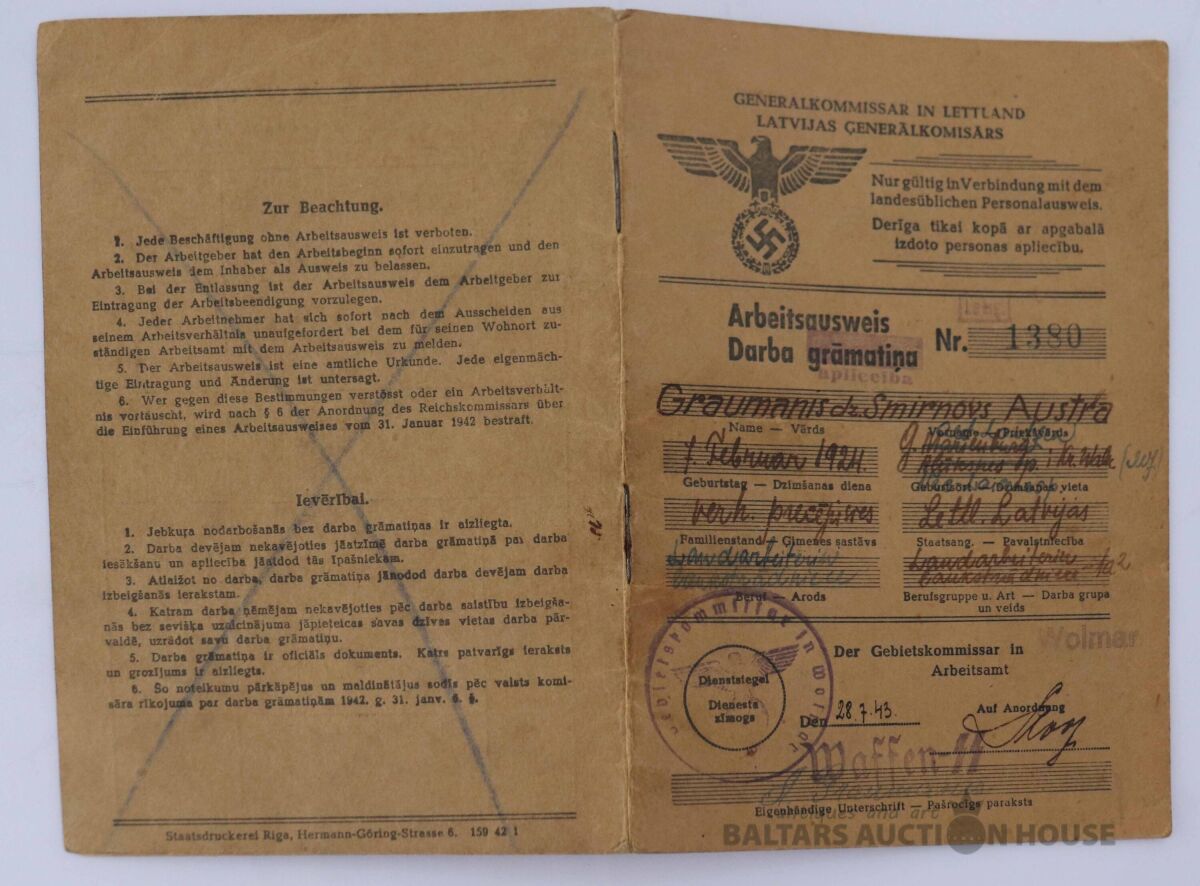 Zur Beachtung.
1. Jede Beschäftigung ohne Arbeitsausweis ist verboten.
2. Der Arbeitgeber hat den Arbeitsbeginn sofort einzutragen und den
Arbeitsausweis dem Inhaber als Ausweis zu belassen.
3. Bei der Entlassung ist der Arbeitsausweis dem Arbeitgeber zur
Eintragung der Arbeitsbeendigung vorzulegen.
4. Jeder Arbeitnehmer hat sich sofort nach dem Ausscheiden aus
seinem Arbeitsverhältnis unaufgefordert bei dem für seinen Wohnort zu-
ständigen Arbeitsamt mit dem Arbeitsausweis zu melden.
5. Der Arbeitsausweis ist eine amtliche Urkunde. Jede eigenmäch-
tige Eintragung und Änderung ist untersagt.
6. Wer gegen diese Bestimmungen verstösst oder ein Arbeitsverhält-
nis vortäuscht, wird nach § 6 der Anordnung des Reichskommissars über
die Einführung eines Arbeitsausweises vom 31. Januar 1942 bestraft.
Ievērībai.
1. Jebkuŗa nodarbošanās bez darba grāmatiņas ir aizliegta.
2. Darba devējam nekavējoties jāatzīmē darba grāmatiņā par darba
iesēkšanu un apliecība jāatdod tās īpašniekam.
3. Atlaižot no darba, darba grāmatiņa jānodod darba devējam darba
izbeigšanās ierakstam.
4. Katram darba ņēmējam nekavējoties pēc darba saistību izbeigša-
nās bez sevišķa uzaicinājuma jāpieteicas savas dzīves vietas darba pār-
valdē, uzrādot savu darba grāmatiņu.
5. Darba grāmatiņa ir oficiāls dokuments. Katrs patvarīgs ieraksts
un grozījums ir aizliegts.
6. Šo noteikumu pārkāpējus un maldinātājus sodīs pēc valsts komi-
sāra rīkojuma par darba grāmatiņām 1942. g. 31. janv. 6. §.
Staatsdruckerei Riga, Hermann-Göring-Strasse 6. 159 42 1
GENERALKOMMISSAR IN LETTLAND
LATVIJAS ĢENERĀLKOMISĀRS
Nur gültig in Verbindung mit dem
landesüblichen Personalausweis.
Derīga tikai kopā ar apgabalā
izdoto personas apliecību.
Arbeitsausweis
Darba grāmatiņa
apliecība
Nr. 1380
Graumanis dz. Smirnovs, Austra
Name — Vārds
Vorname — Priekšvārds
7. Februar 1924.
Geburtstag — Dzimšanas diena
Geburtsort — Dzimšanas vieta
verh. precējusies
Lettl. Latvijas
Familienstand — Ģimenes sastāvs
Staatsang. — Pavalstniecība
Landarbeiterin
Landarbeiterin
Beruf — Arods
Berufsgruppe u. Art — Darba grupa
un veids
Gebietskommissar in Wolmar
Dienstsiegel
Dienesta
zīmogs
Der Gebietskommissar in Wolmar
Arbeitsamt
Den 28.7.43.
Auf Anordnung
Waffen-SS
Eigenhändige Unterschrift — Pašrocīgs paraksts
antiques and art
BALTARS AUCTION HOUSE